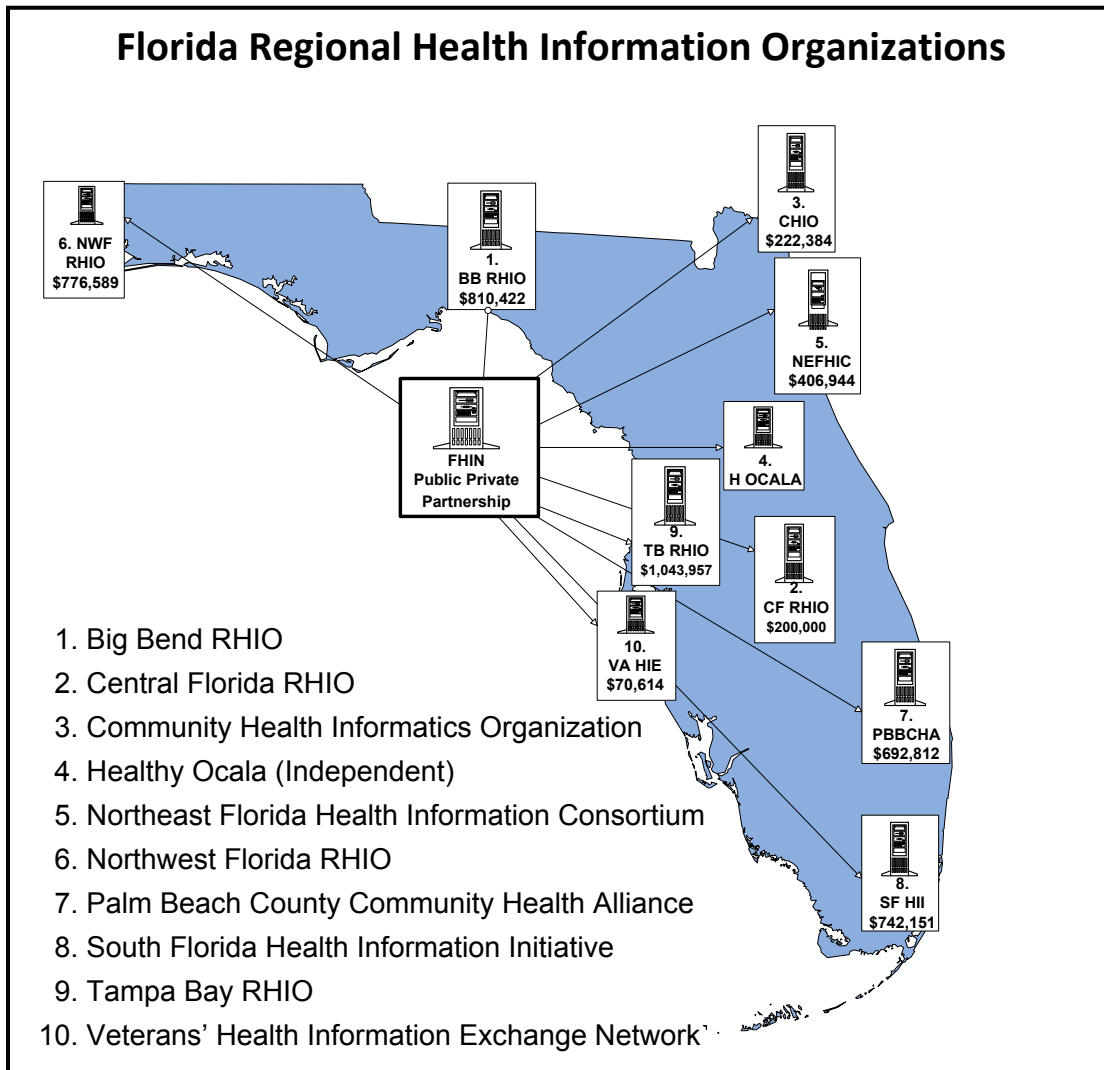 Florida Regional Health Information Organizations
6. NWF
RHIO
$776,589
1.
BB RHIO
$810,422
3.
CHIO
$222,384
5.
NEFHIC
$406,944
FHIN
Public Private
Partnership
4.
H OCALA
9.
TB RHIO
$1,043,957
2.
CF RHIO
$200,000
10.
VA HIE
$70,614
7.
PBBCHA
$692,812
8.
SF HII
$742,151
1. Big Bend RHIO
2. Central Florida RHIO
3. Community Health Informatics Organization
4. Healthy Ocala (Independent)
5. Northeast Florida Health Information Consortium
6. Northwest Florida RHIO
7. Palm Beach County Community Health Alliance
8. South Florida Health Information Initiative
9. Tampa Bay RHIO
10. Veterans’ Health Information Exchange Network